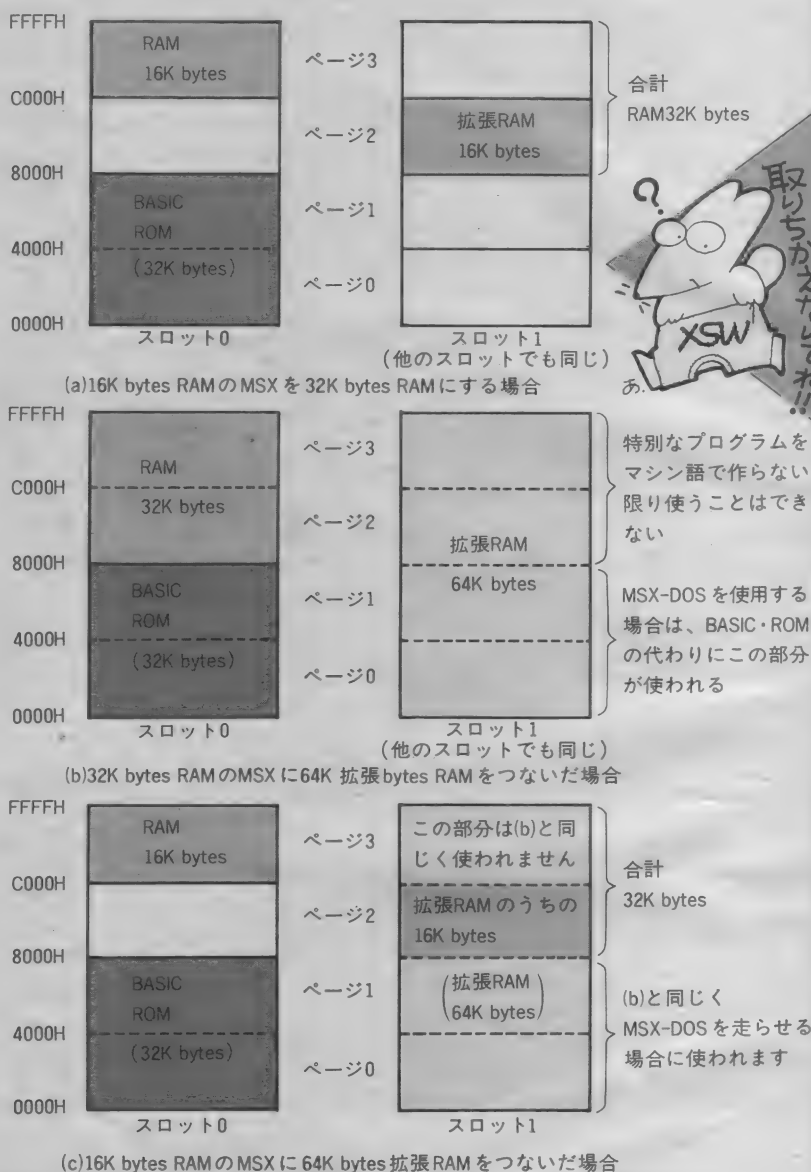 FFFFH
RAM
16K bytes
ページ3
C000H
ページ2
8000H
BASIC
ROM
(32K bytes)
ページ1
4000H
ページ0
0000H
スロット0
拡張RAM
16K bytes
スロット1
(他のスロットでも同じ)
合計
RAM32K bytes
?
MSX
あ.
(a)16K bytes RAMのMSXを32K bytes RAMにする場合
FFFFH
RAM
32K bytes
ページ3
C000H
ページ2
8000H
BASIC
ROM
(32K bytes)
ページ1
4000H
ページ0
0000H
スロット0
拡張RAM
64K bytes
スロット1
(他のスロットでも同じ)
特別なプログラムを
マシン語で作らない
限り使うことはでき
ない
MSX-DOSを使用する
場合は、BASIC・ROM
の代わりにこの部分
が使われる
(b)32K bytes RAMのMSXに64K 拡張bytes RAMをつないだ場合
FFFFH
RAM
16K bytes
ページ3
C000H
ページ2
8000H
BASIC
ROM
(32K bytes)
ページ1
4000H
ページ0
0000H
スロット0
この部分は(b)と同
じく使われません
拡張RAMのうちの
16K bytes
(拡張RAM
64K bytes)
スロット1
合計
32K bytes
(b)と同じく
MSX-DOSを走らせる
場合に使われます
(c)16K bytes RAMのMSXに64K bytes拡張RAMをつないだ場合